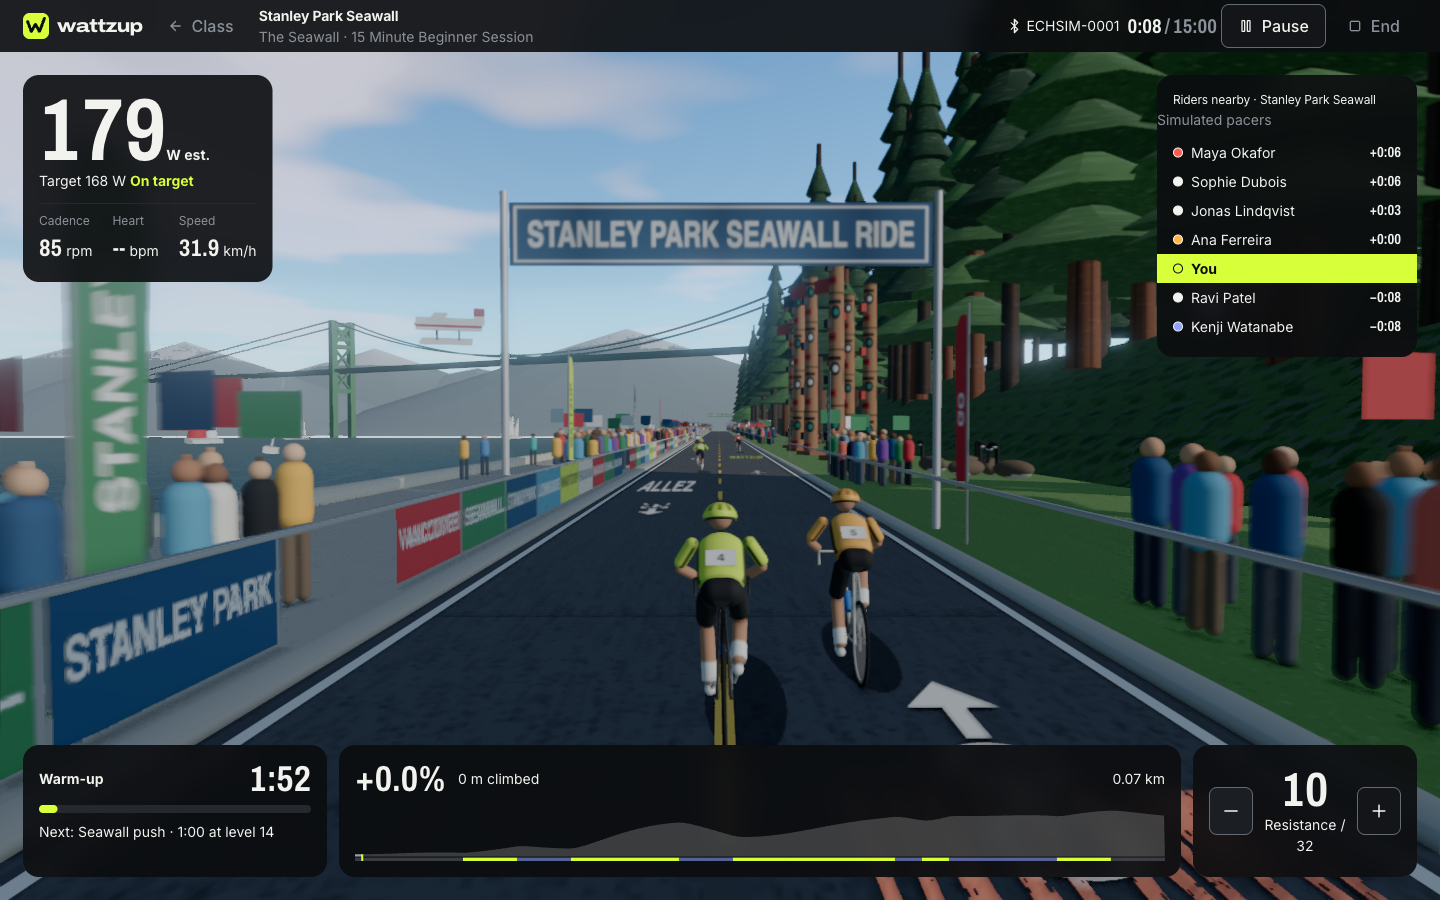 wattzup
Class
Stanley Park Seawall
The Seawall · 15 Minute Beginner Session
ECHSIM-0001 0:08 / 15:00
Pause
End
179 W est.
Target 168 W On target
Cadence Heart Speed
85 rpm -- bpm 31.9 km/h
Riders nearby · Stanley Park Seawall
Simulated pacers
Maya Okafor +0:06
Sophie Dubois +0:06
Jonas Lindqvist +0:03
Ana Ferreira +0:00
You
Ravi Patel −0:08
Kenji Watanabe −0:08
STANLEY PARK SEAWALL RIDE
STANLE
ALLEZ
4
5
STANLEY PARK
Warm-up 1:52
Next: Seawall push · 1:00 at level 14
+0.0% 0 m climbed 0.07 km
10
Resistance /
32